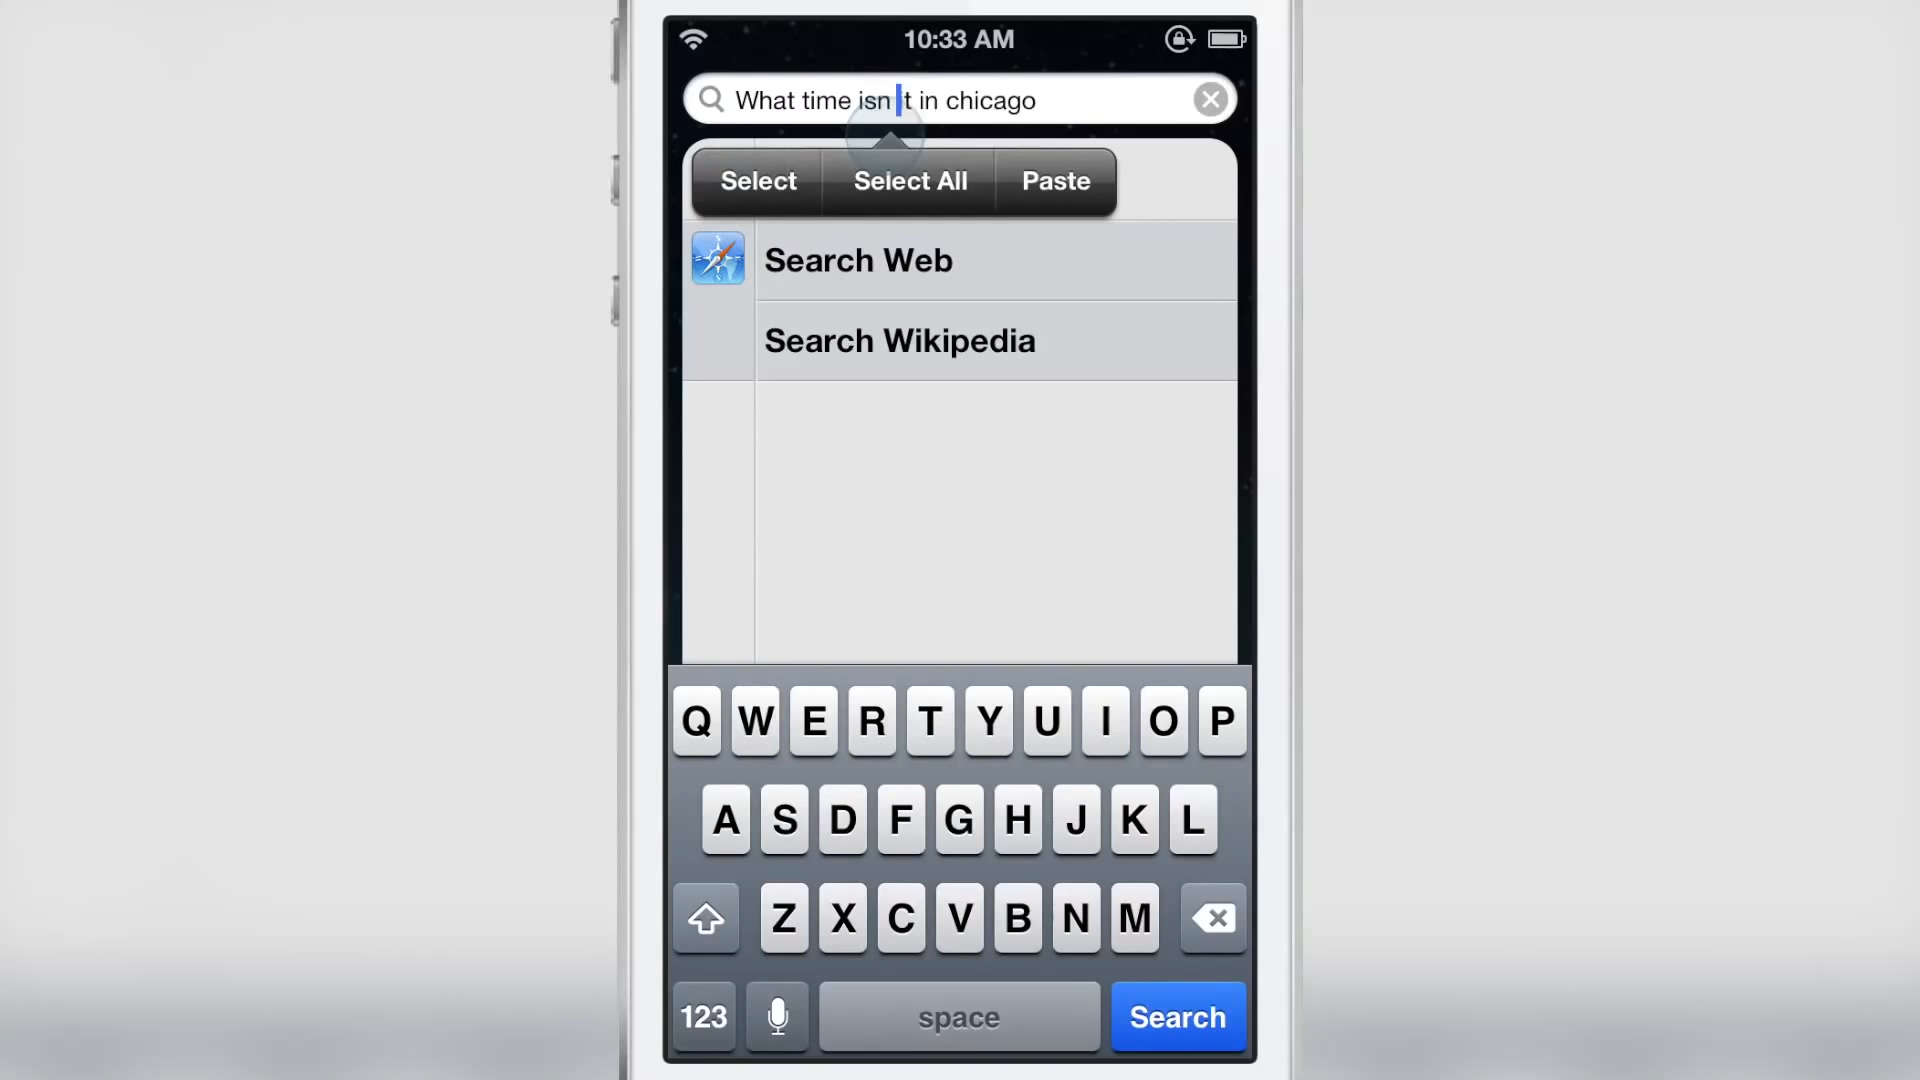 10:33 AM
What time isn it in chicago
Select Select All Paste
Search Web
Search Wikipedia
Q W E R T Y U I O P
A S D F G H J K L
Z X C V B N M
123 space Search